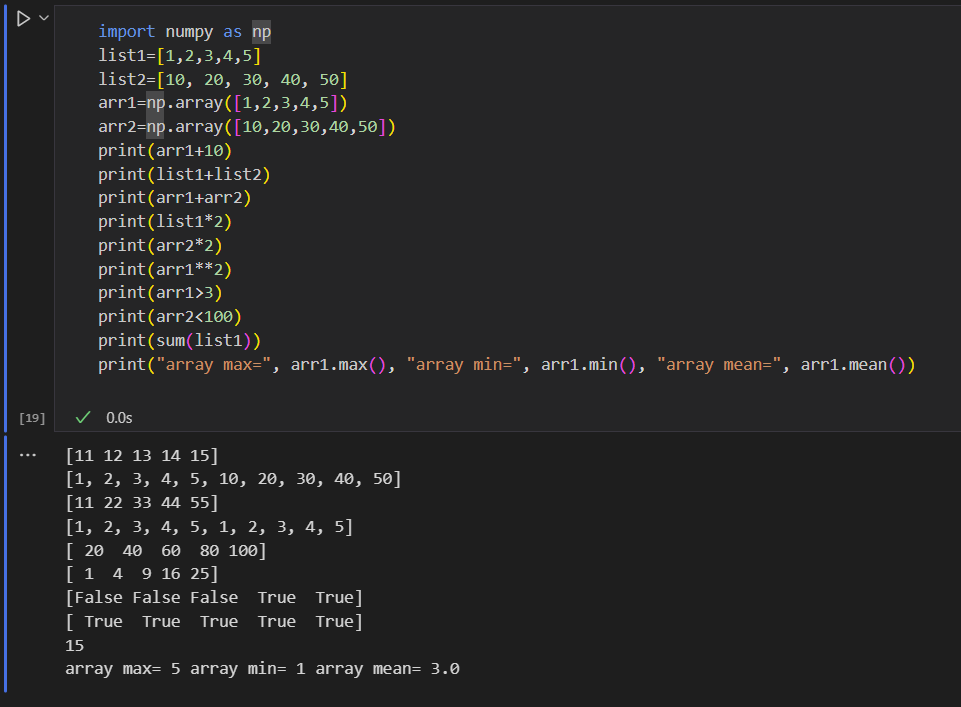 import numpy as np
list1=[1,2,3,4,5]
list2=[10, 20, 30, 40, 50]
arr1=np.array([1,2,3,4,5])
arr2=np.array([10,20,30,40,50])
print(arr1+10)
print(list1+list2)
print(arr1+arr2)
print(list1*2)
print(arr2*2)
print(arr1**2)
print(arr1>3)
print(arr2<100)
print(sum(list1))
print("array max=", arr1.max(), "array min=", arr1.min(), "array mean=", arr1.mean())
[19] 0.0s
[11 12 13 14 15]
[1, 2, 3, 4, 5, 10, 20, 30, 40, 50]
[11 22 33 44 55]
[1, 2, 3, 4, 5, 1, 2, 3, 4, 5]
[ 20  40  60  80 100]
[ 1  4  9 16 25]
[False False False  True  True]
[ True  True  True  True  True]
15
array max= 5 array min= 1 array mean= 3.0